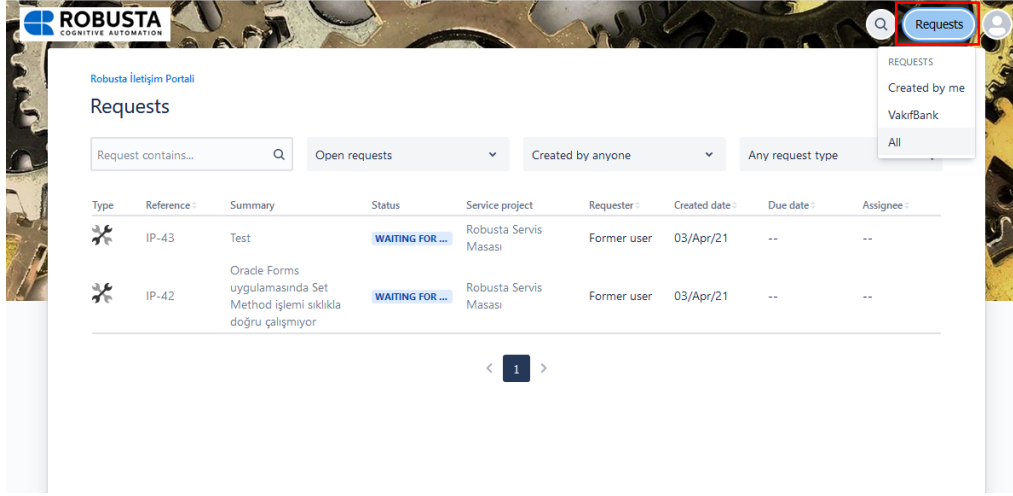 ROBUSTA
COGNITIVE AUTOMATION
Requests
REQUESTS
Created by me
VakıfBank
All
Robusta İletişim Portali
Requests
Request contains...
Open requests
Created by anyone
Any request type
Type Reference Summary Status Service project Requester Created date Due date Assignee
IP-43 Test WAITING FOR ... Robusta Servis Masası Former user 03/Apr/21 -- --
IP-42 Oracle Forms
uygulamasında Set
Method işlemi sıklıkla
doğru çalışmıyor
WAITING FOR ... Robusta Servis
Masası
Former user 03/Apr/21 -- --
1